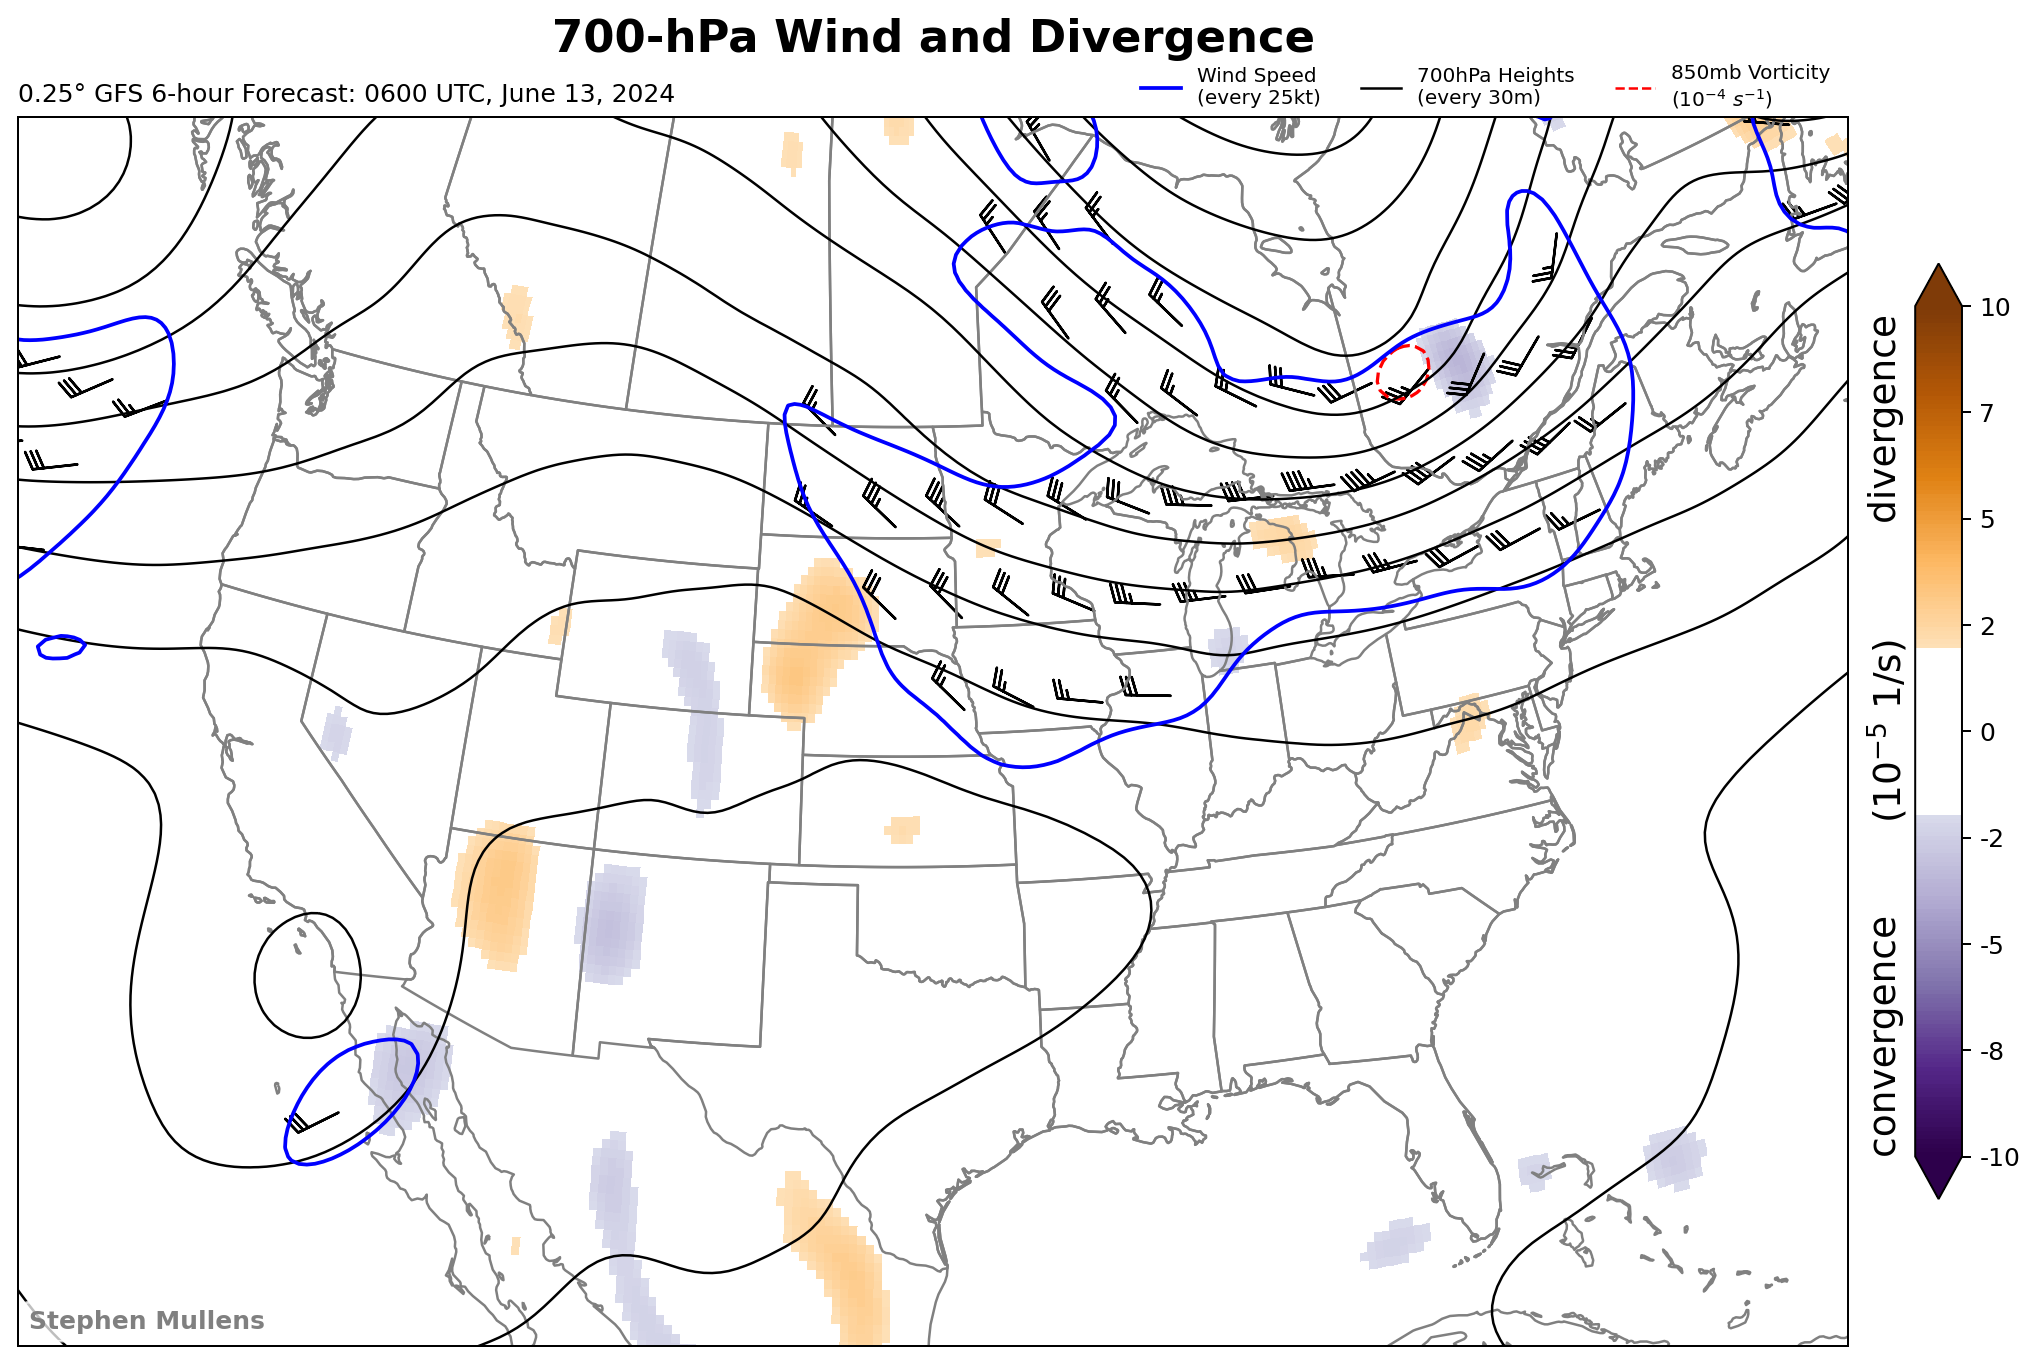 700-hPa Wind and Divergence
0.25° GFS 6-hour Forecast: 0600 UTC, June 13, 2024
Wind Speed
(every 25kt)
700hPa Heights
(every 30m)
850mb Vorticity
(10⁻⁴ s⁻¹)
10
7
5
2
0
-2
-5
-8
-10
convergence (10⁻⁵ 1/s) divergence
Stephen Mullens